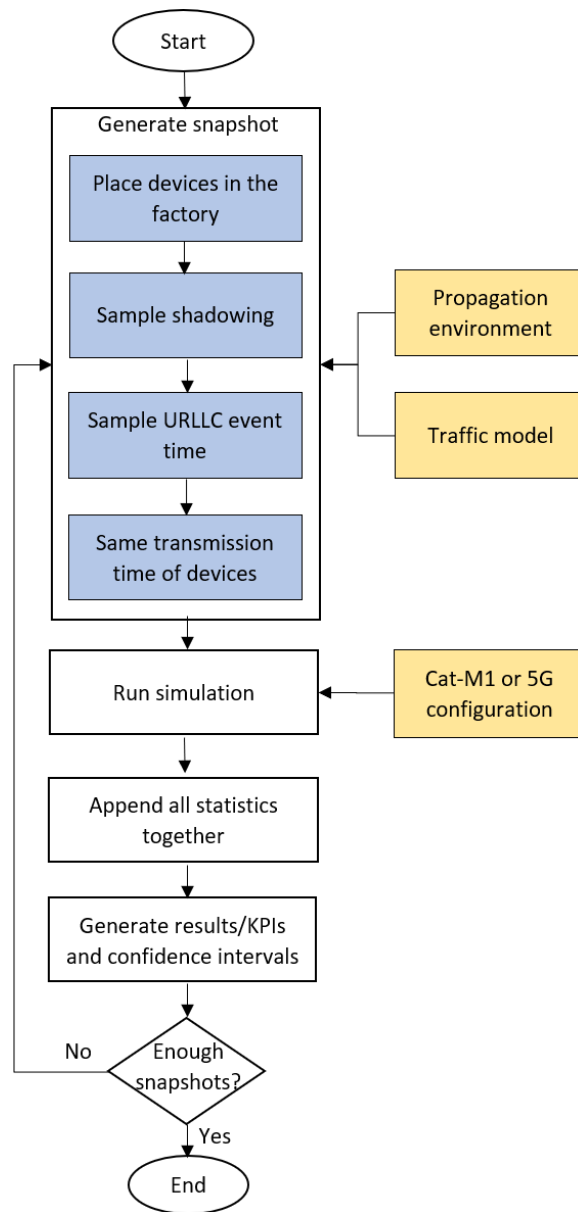 Start
Generate snapshot
Place devices in the
factory
Sample shadowing
Propagation
environment
Sample URLLC event
time
Traffic model
Same transmission
time of devices
Run simulation
Cat-M1 or 5G
configuration
Append all statistics
together
Generate results/KPIs
and confidence intervals
No
Enough
snapshots?
Yes
End